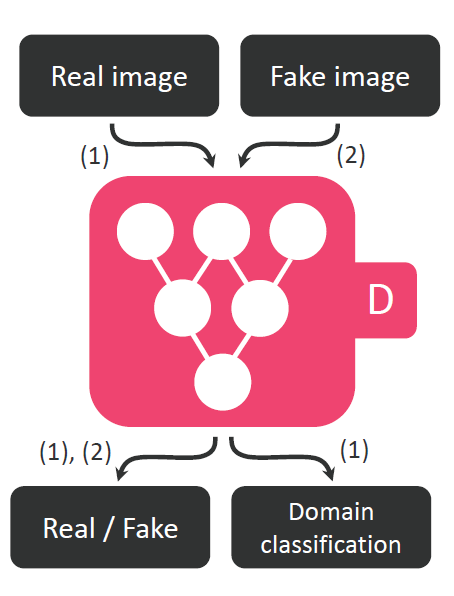 Real image
Fake image
(1)
(2)
D
(1), (2)
(1)
Real / Fake
Domain
classification